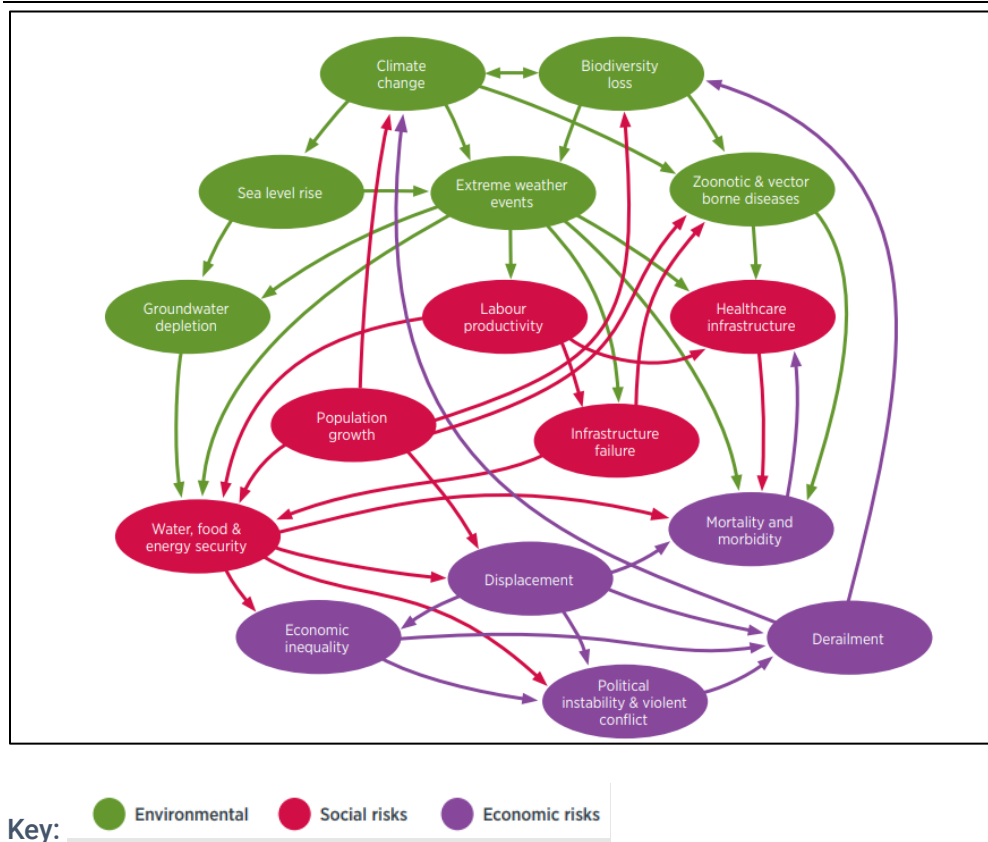 Climate
change
Biodiversity
loss
Sea level rise
Extreme weather
events
Zoonotic & vector
borne diseases
Groundwater
depletion
Labour
productivity
Healthcare
infrastructure
Population
growth
Infrastructure
failure
Water, food &
energy security
Mortality and
morbidity
Displacement
Economic
inequality
Derailment
Political
instability & violent
conflict
Key:
Environmental
Social risks
Economic risks